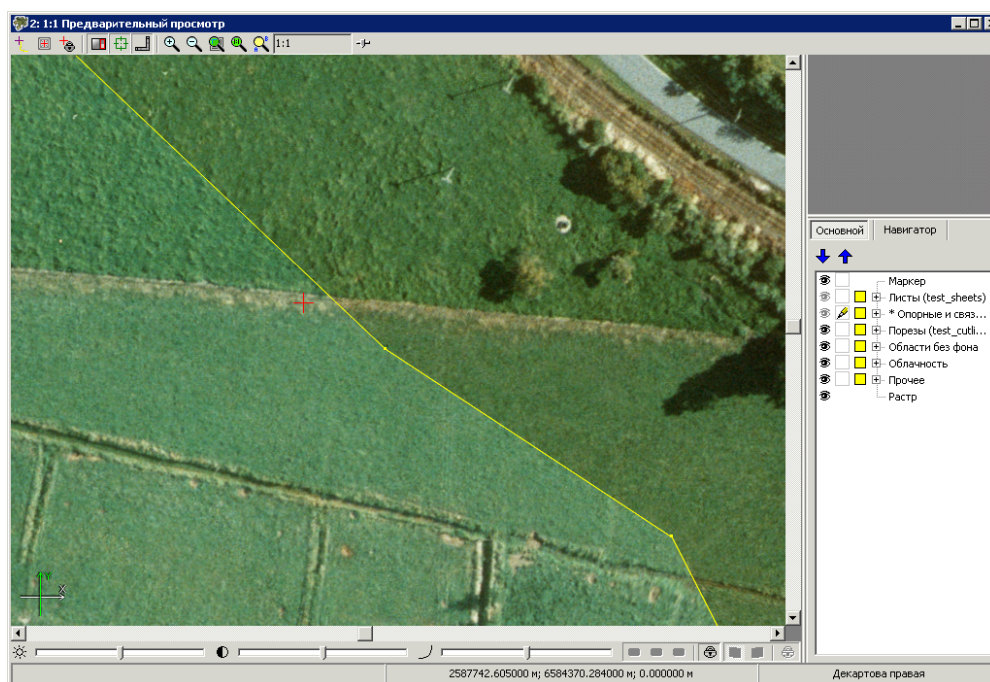 2: 1:1 Предварительный просмотр
1:1
Основной Навигатор
Маркер
Листы (test_sheets)
* Опорные и связ...
Порезы (test_cutli...
Области без фона
Облачность
Прочее
Растр
Y
X
2587742.605000 м; 6584370.284000 м; 0.000000 м
Декартова правая